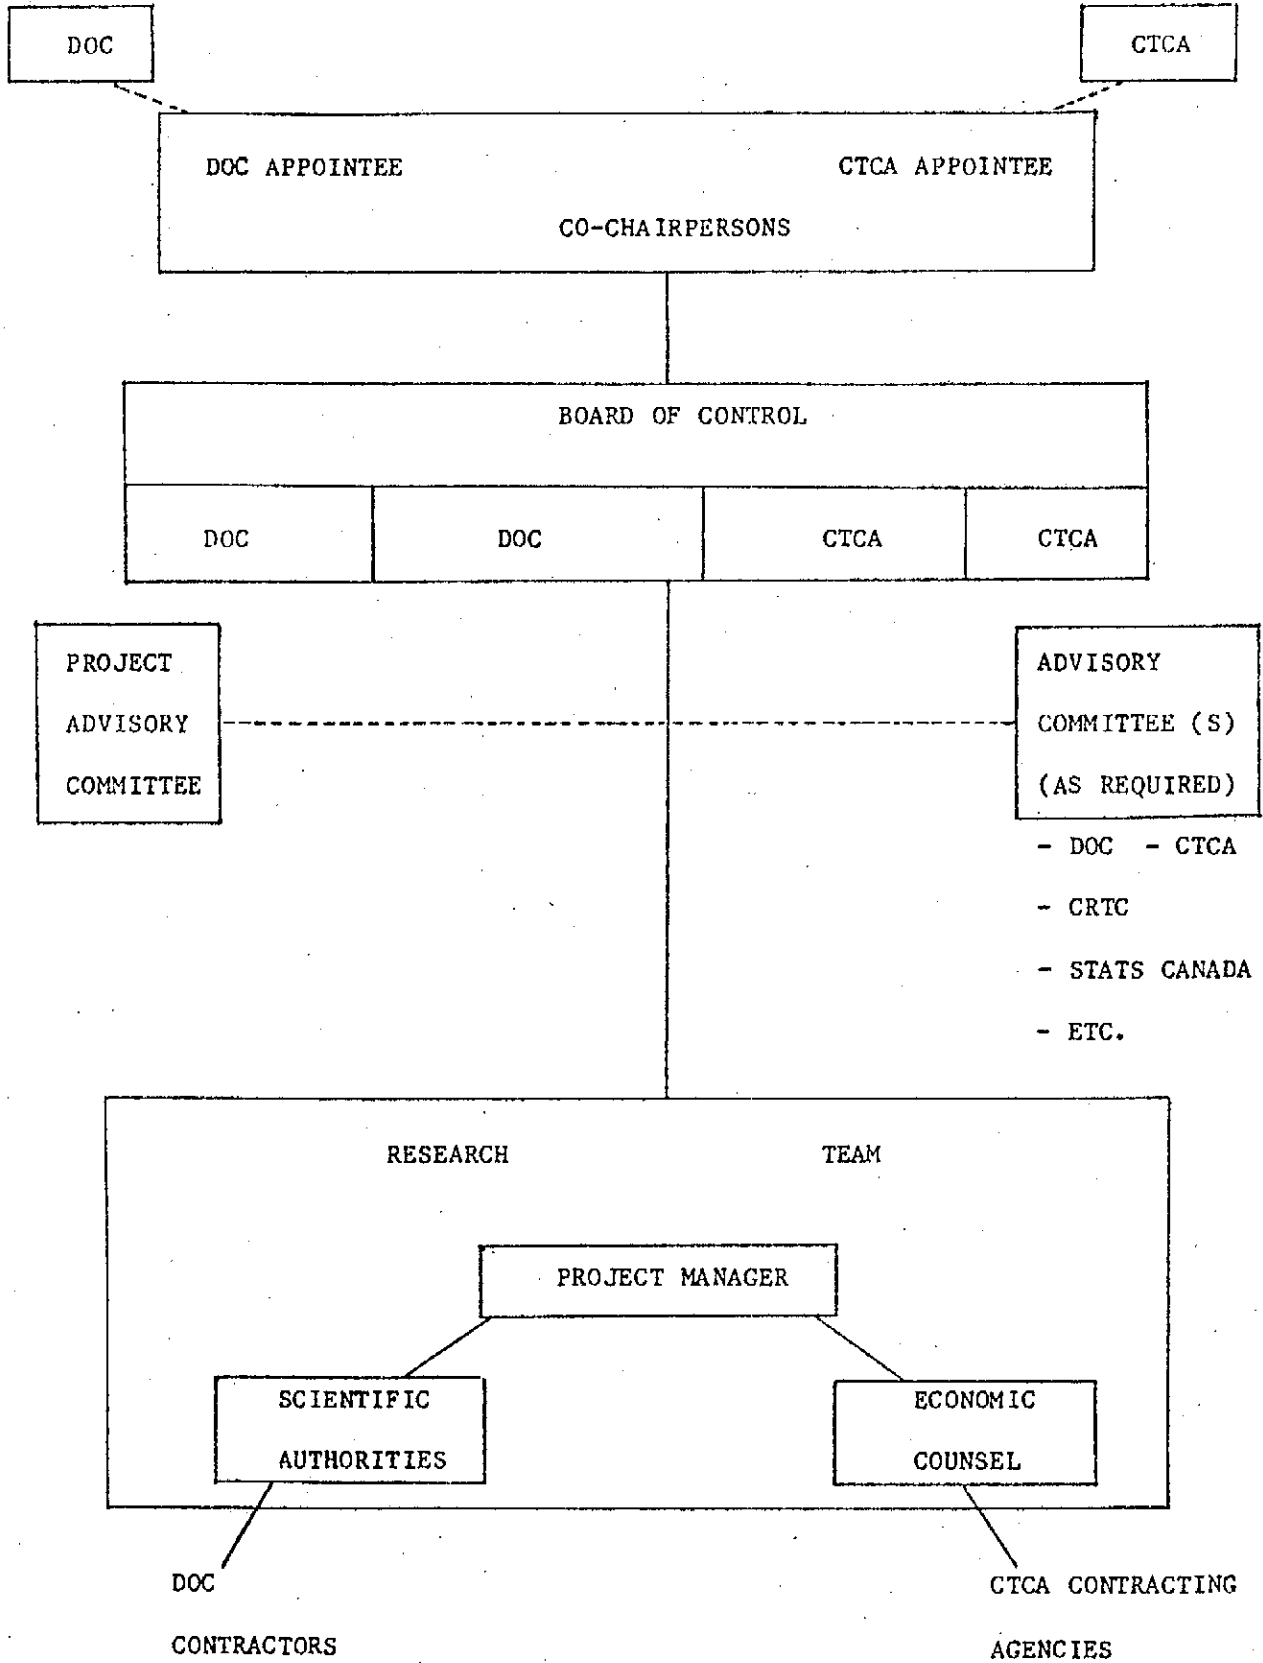 DOC
CTCA
DOC APPOINTEE
CTCA APPOINTEE
CO-CHAIRPERSONS
BOARD OF CONTROL
DOC
DOC
CTCA
CTCA
PROJECT
ADVISORY
COMMITTEE
ADVISORY
COMMITTEE (S)
(AS REQUIRED)
- DOC - CTCA
- CRTC
- STATS CANADA
- ETC.
RESEARCH TEAM
PROJECT MANAGER
SCIENTIFIC
AUTHORITIES
ECONOMIC
COUNSEL
DOC
CONTRACTORS
CTCA CONTRACTING
AGENCIES